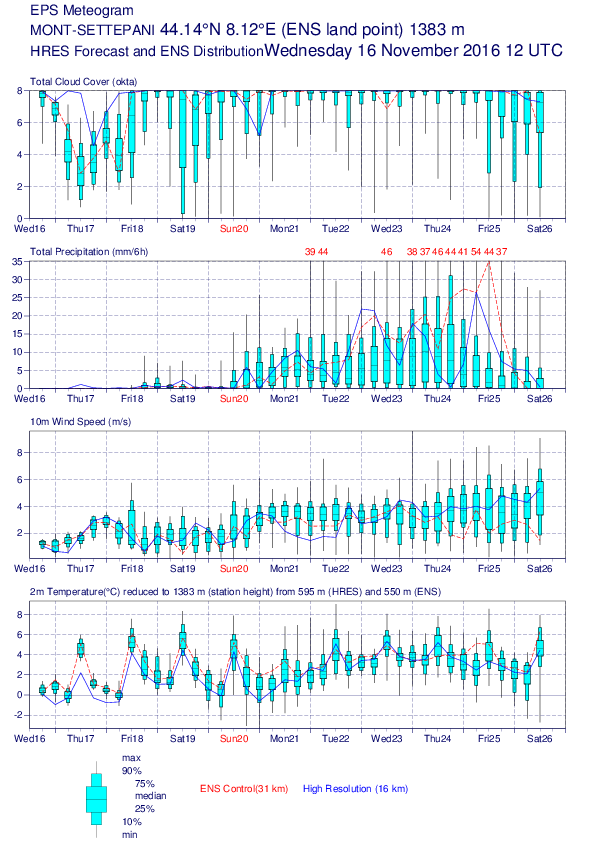 EPS Meteogram
MONT-SETTEPANI 44.14°N 8.12°E (ENS land point) 1383 m
HRES Forecast and ENS Distribution Wednesday 16 November 2016 12 UTC
Total Cloud Cover (okta)
8
6
4
2
0
Wed16 Thu17 Fri18 Sat19 Sun20 Mon21 Tue22 Wed23 Thu24 Fri25 Sat26
Total Precipitation (mm/6h)
39 44 46 38 37 46 44 41 54 44 37
35
30
25
20
15
10
5
0
Wed16 Thu17 Fri18 Sat19 Sun20 Mon21 Tue22 Wed23 Thu24 Fri25 Sat26
10m Wind Speed (m/s)
8
6
4
2
Wed16 Thu17 Fri18 Sat19 Sun20 Mon21 Tue22 Wed23 Thu24 Fri25 Sat26
2m Temperature(°C) reduced to 1383 m (station height) from 595 m (HRES) and 550 m (ENS)
8
6
4
2
0
-2
Wed16 Thu17 Fri18 Sat19 Sun20 Mon21 Tue22 Wed23 Thu24 Fri25 Sat26
max
90%
75%
median
25%
10%
min
ENS Control(31 km) High Resolution (16 km)